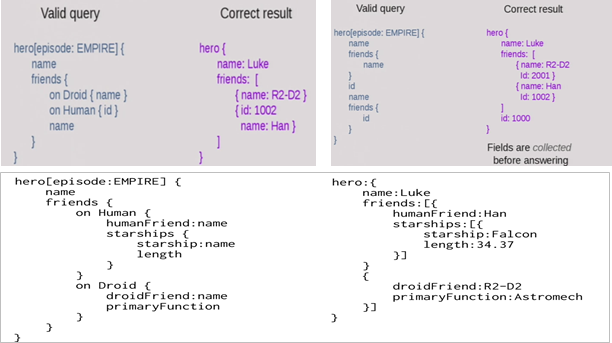 Valid query
hero[episode: EMPIRE] {
name
friends {
on Droid { name }
on Human { id }
name
}
}
Correct result
hero {
name: Luke
friends: [
{ name: R2-D2 }
{ id: 1002
name: Han }
]
}
Valid query
hero[episode: EMPIRE] {
name
friends {
name
}
id
name
friends {
id
}
}
Correct result
hero {
name: Luke
friends: [
{ name: R2-D2
Id: 2001 }
{ name: Han
Id: 1002 }
]
id: 1000
}
Fields are collected
before answering
hero[episode:EMPIRE] {
name
friends {
on Human {
humanFriend:name
starships {
starship:name
length
}
}
on Droid {
droidFriend:name
primaryFunction
}
}
}
hero:{
name:Luke
friends:[{
humanFriend:Han
starships:[{
starship:Falcon
length:34.37
}]
}
{
droidFriend:R2-D2
primaryFunction:Astromech
}]
}